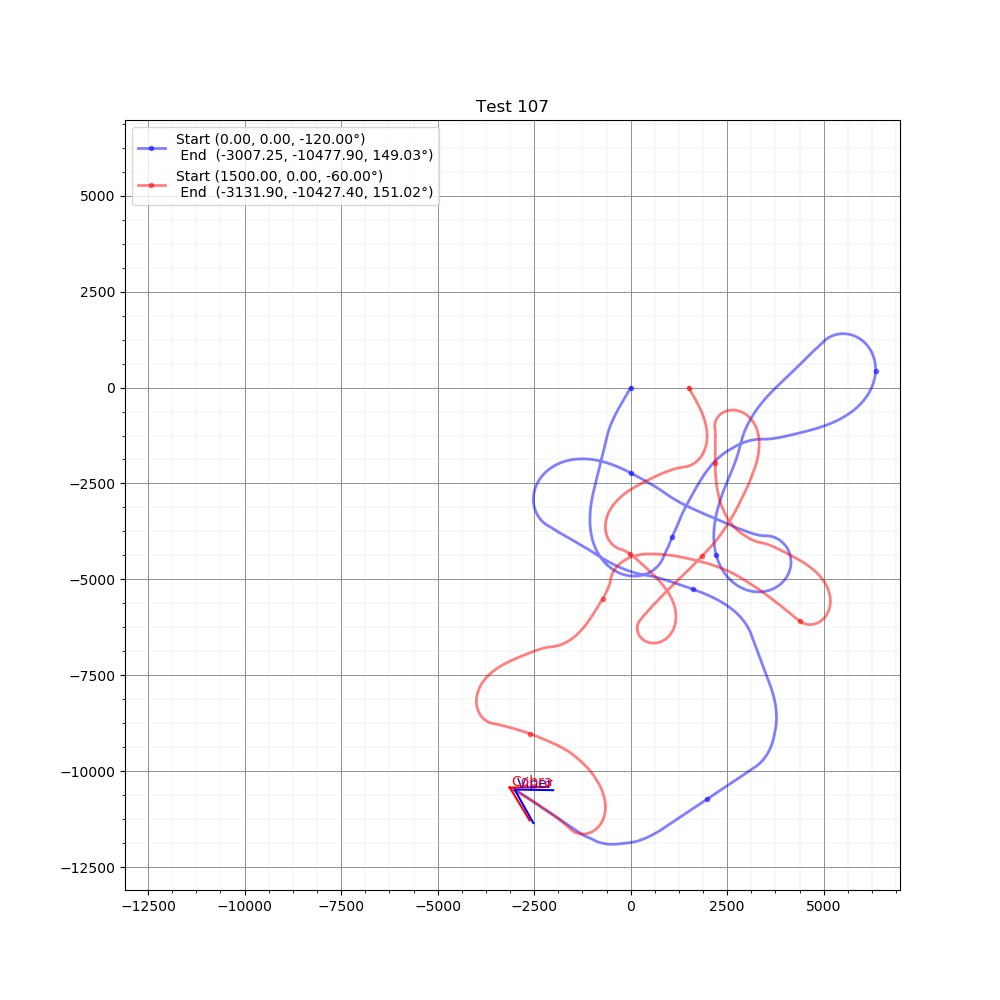 Test 107
Start (0.00, 0.00, -120.00°)
End  (-3007.25, -10477.90, 149.03°)
Start (1500.00, 0.00, -60.00°)
End  (-3131.90, -10427.40, 151.02°)
5000
2500
0
−2500
−5000
−7500
−10000
−12500
Cobra
−12500 −10000 −7500 −5000 −2500 0 2500 5000